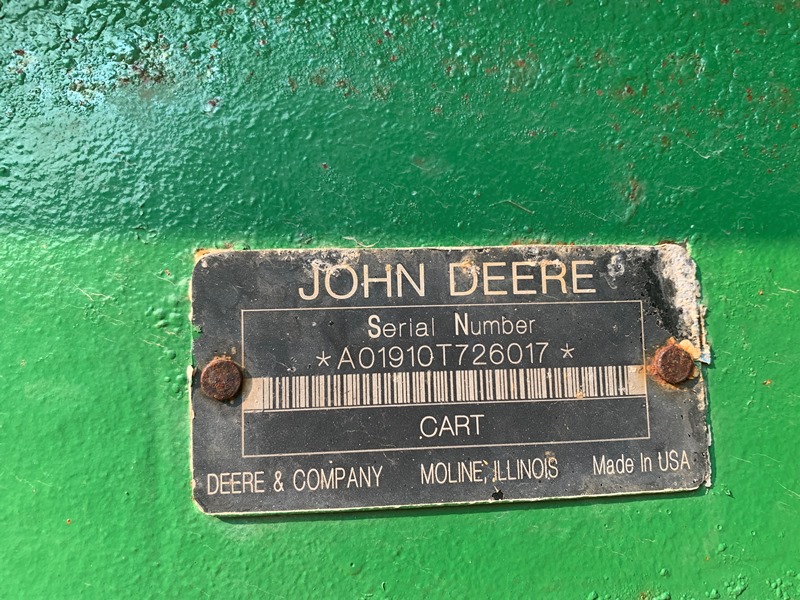 JOHN DEERE
Serial Number
*A01910T726017*
CART
DEERE & COMPANY MOLINE, ILLINOIS Made In USA